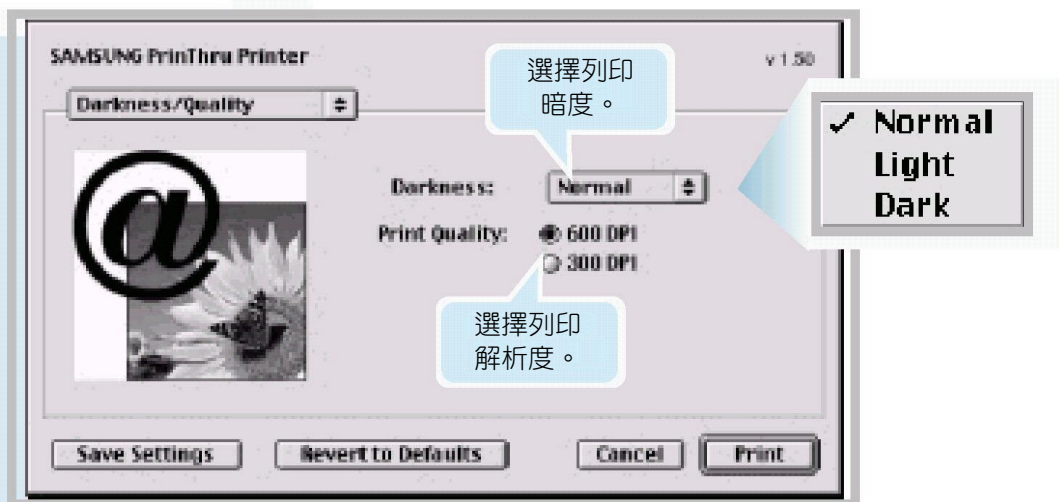 SAMSUNG PrinThru Printer
v 1.50
Darkness/Quality
選擇列印
暗度。
Darkness:
Normal
Print Quality:
600 DPI
300 DPI
選擇列印
解析度。
✓ Normal
Light
Dark
@
Save Settings
Revert to Defaults
Cancel
Print